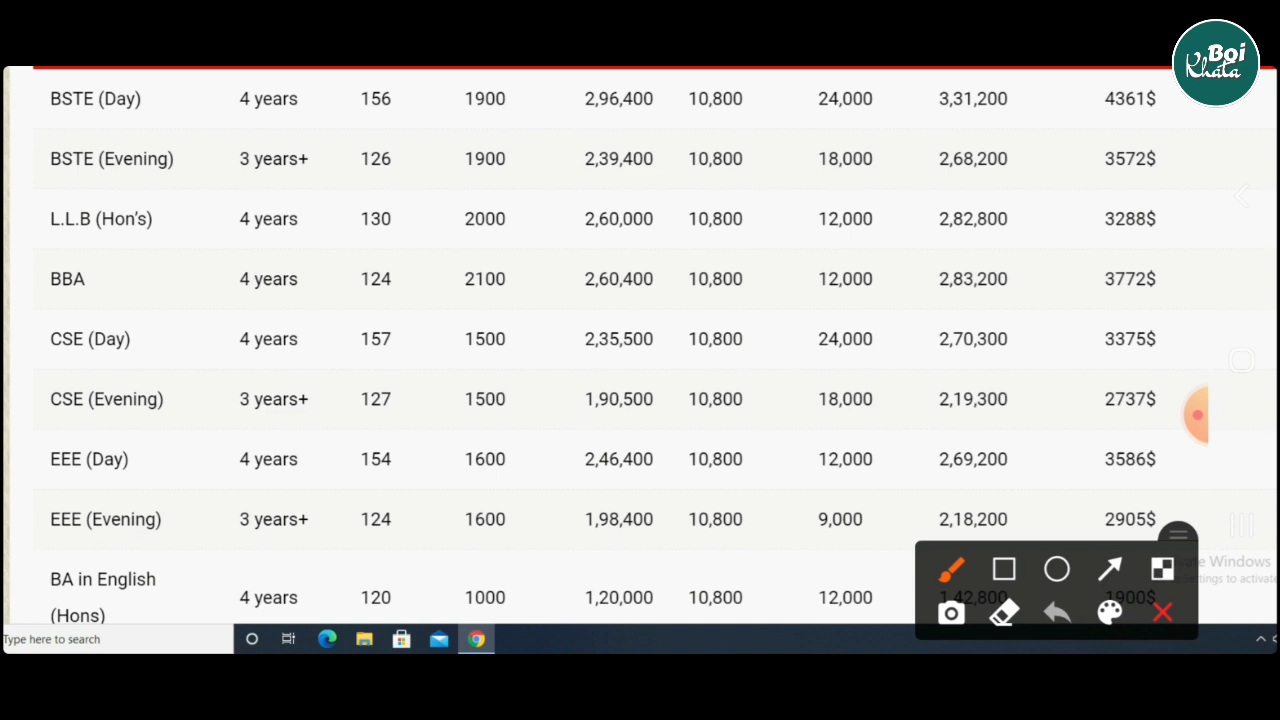 Boi
Khata
BSTE (Day) 4 years 156 1900 2,96,400 10,800 24,000 3,31,200 4361$
BSTE (Evening) 3 years+ 126 1900 2,39,400 10,800 18,000 2,68,200 3572$
L.L.B (Hon's) 4 years 130 2000 2,60,000 10,800 12,000 2,82,800 3288$
BBA 4 years 124 2100 2,60,400 10,800 12,000 2,83,200 3772$
CSE (Day) 4 years 157 1500 2,35,500 10,800 24,000 2,70,300 3375$
CSE (Evening) 3 years+ 127 1500 1,90,500 10,800 18,000 2,19,300 2737$
EEE (Day) 4 years 154 1600 2,46,400 10,800 12,000 2,69,200 3586$
EEE (Evening) 3 years+ 124 1600 1,98,400 10,800 9,000 2,18,200 2905$
BA in English
(Hons) 4 years 120 1000 1,20,000 10,800 12,000 1,42,800 1900$
Windows
to activate
Type here to search